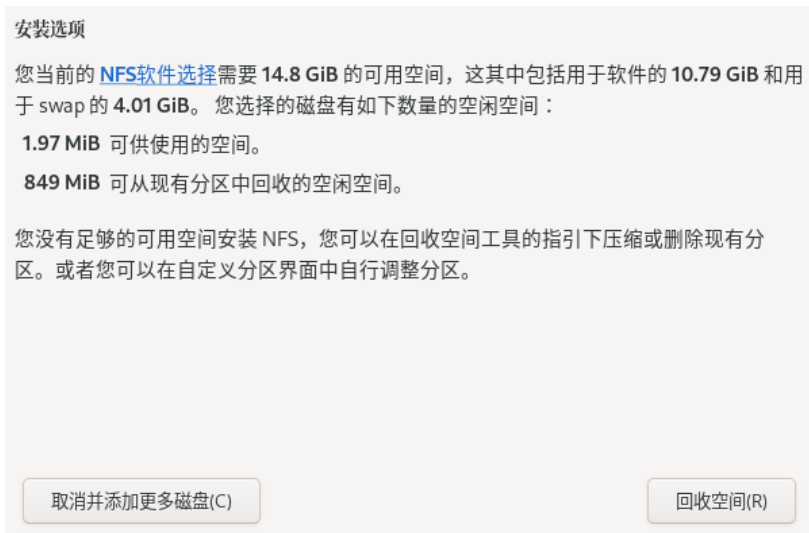 安装选项
您当前的 NFS软件选择需要 14.8 GiB 的可用空间，这其中包括用于软件的 10.79 GiB 和用
于 swap 的 4.01 GiB。 您选择的磁盘有如下数量的空闲空间：
1.97 MiB 可供使用的空间。
849 MiB 可从现有分区中回收的空闲空间。
您没有足够的可用空间安装 NFS，您可以在回收空间工具的指引下压缩或删除现有分
区。或者您可以在自定义分区界面中自行调整分区。
取消并添加更多磁盘(C)
回收空间(R)